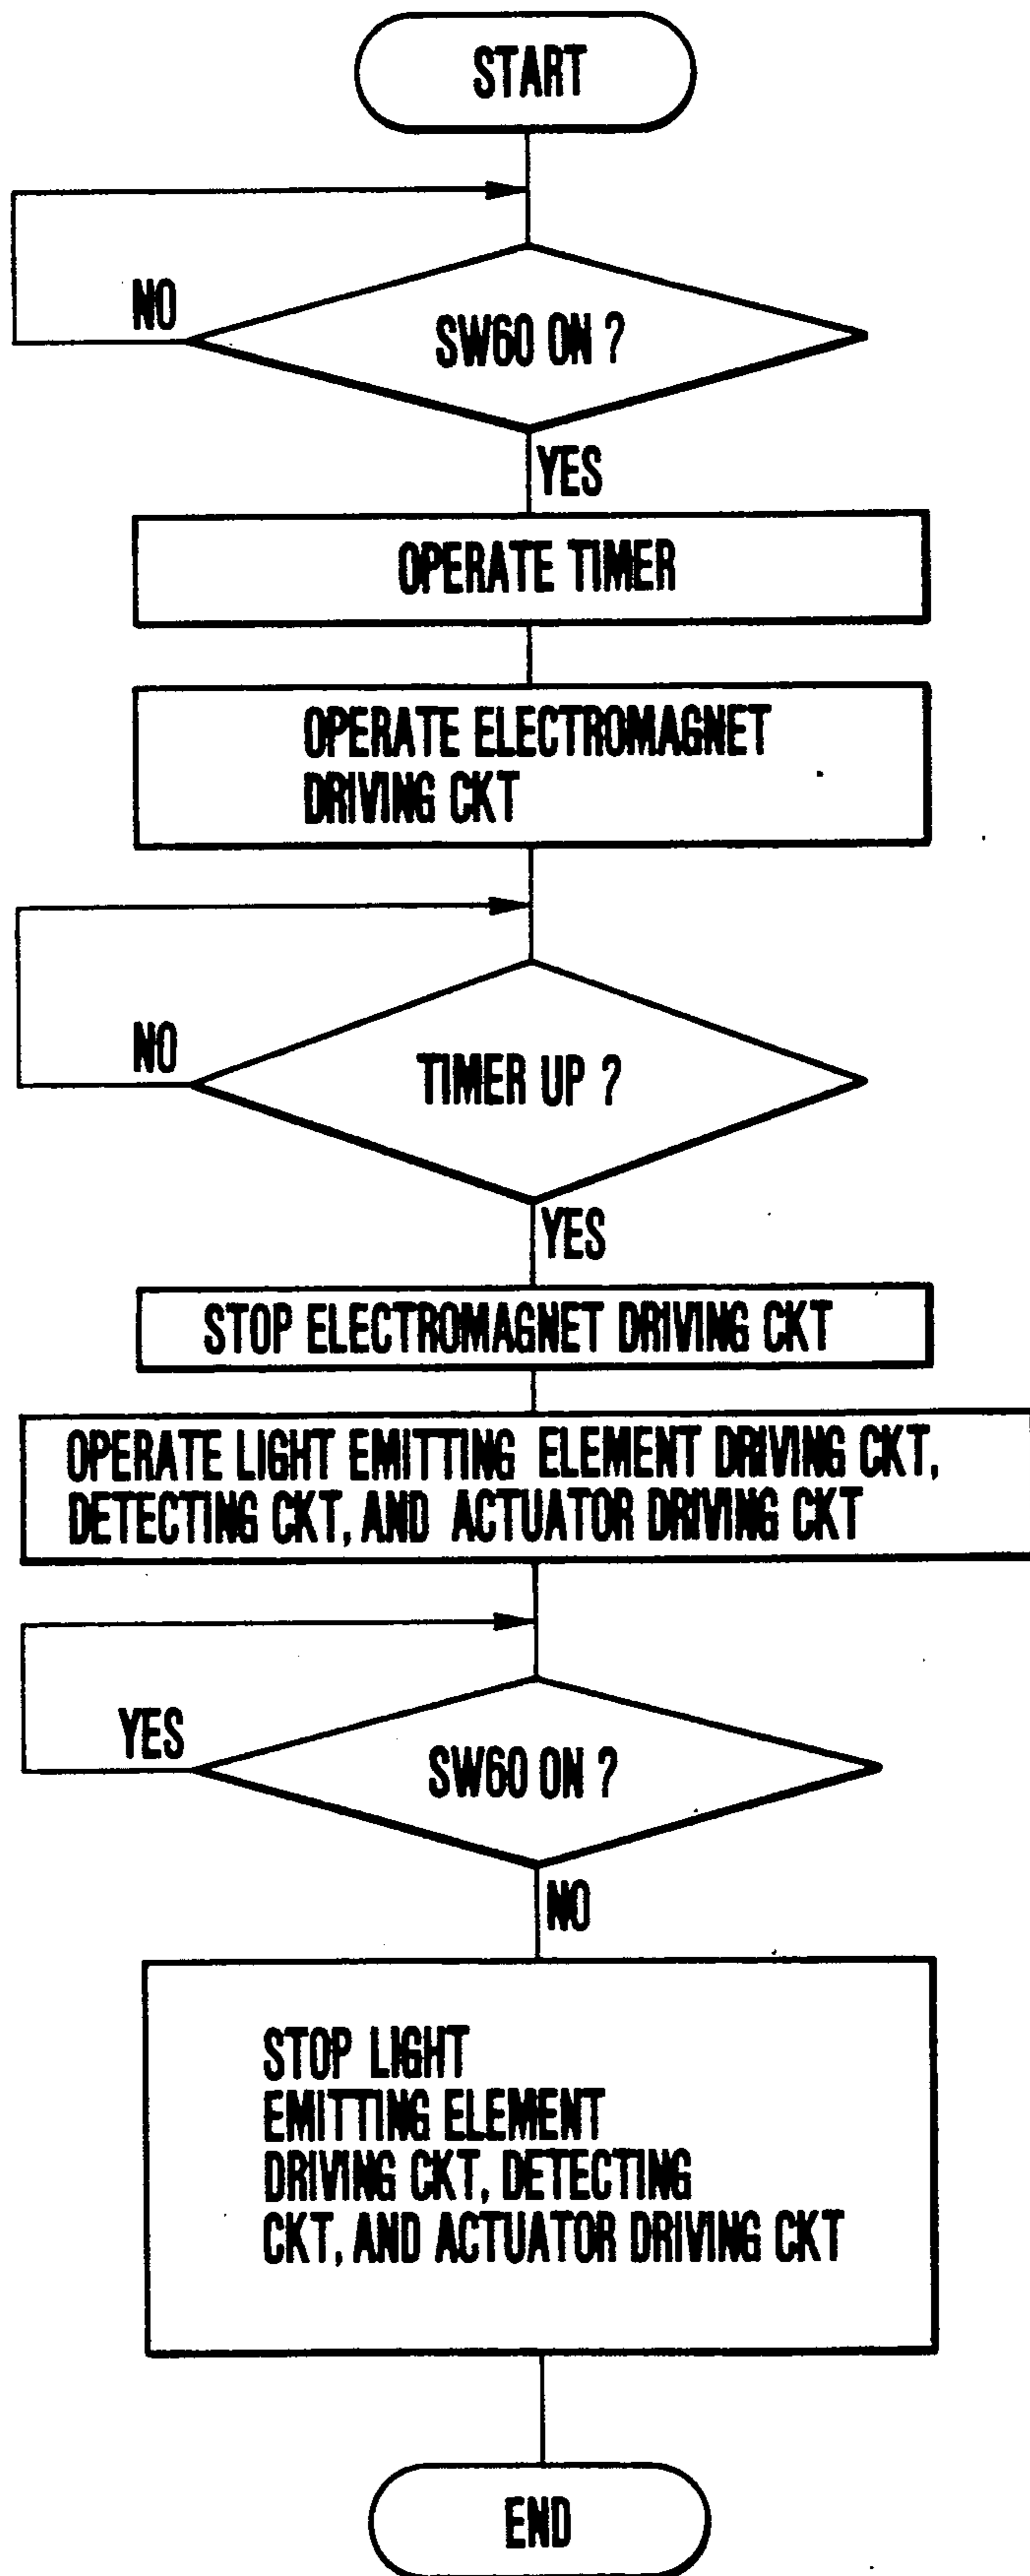 START
NO
SW60 ON ?
YES
OPERATE TIMER
OPERATE ELECTROMAGNET
DRIVING CKT
NO
TIMER UP ?
YES
STOP ELECTROMAGNET DRIVING CKT
OPERATE LIGHT EMITTING ELEMENT DRIVING CKT,
DETECTING CKT, AND ACTUATOR DRIVING CKT
YES
SW60 ON ?
NO
STOP LIGHT
EMITTING ELEMENT
DRIVING CKT, DETECTING
CKT, AND ACTUATOR DRIVING CKT
END